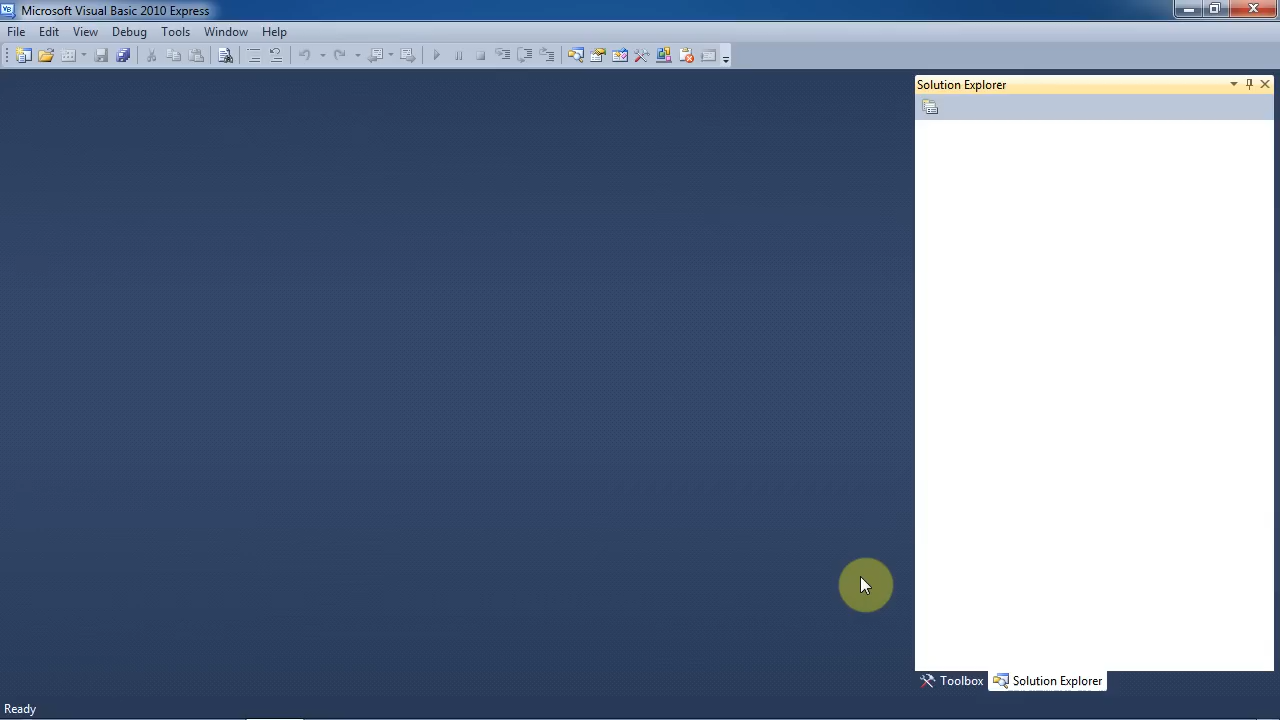 Microsoft Visual Basic 2010 Express
File Edit View Debug Tools Window Help
Solution Explorer
Toolbox Solution Explorer
Ready